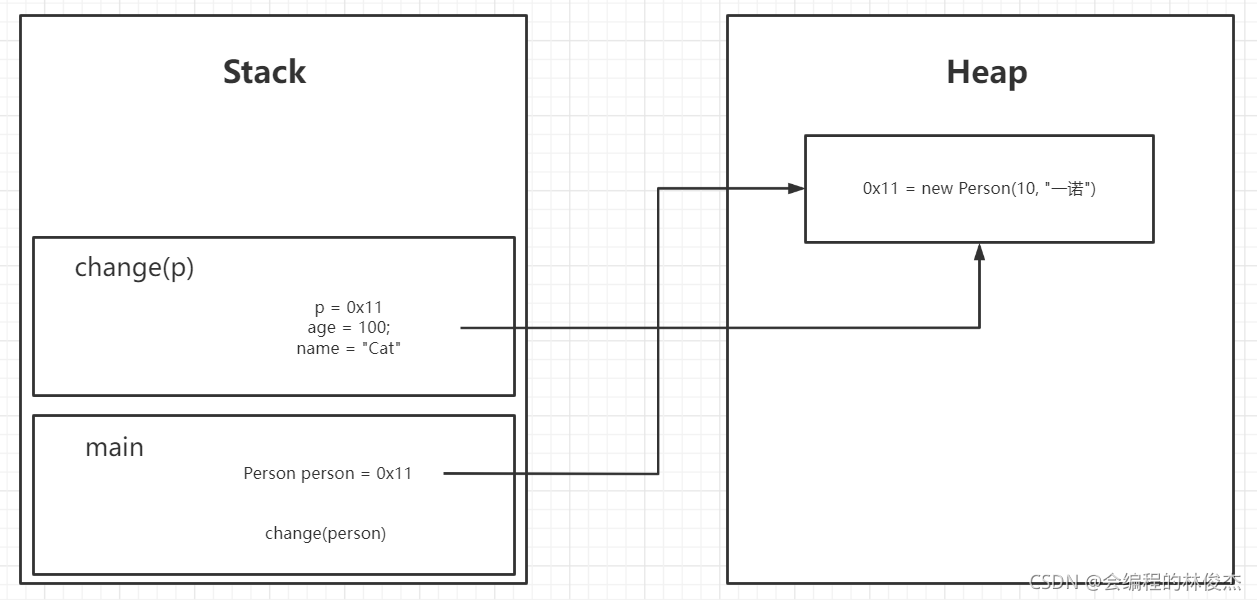 Stack
change(p)
p = 0x11
age = 100;
name = "Cat"
main
Person person = 0x11
change(person)
Heap
0x11 = new Person(10, "一诺")
CSDN @会编程的林俊杰